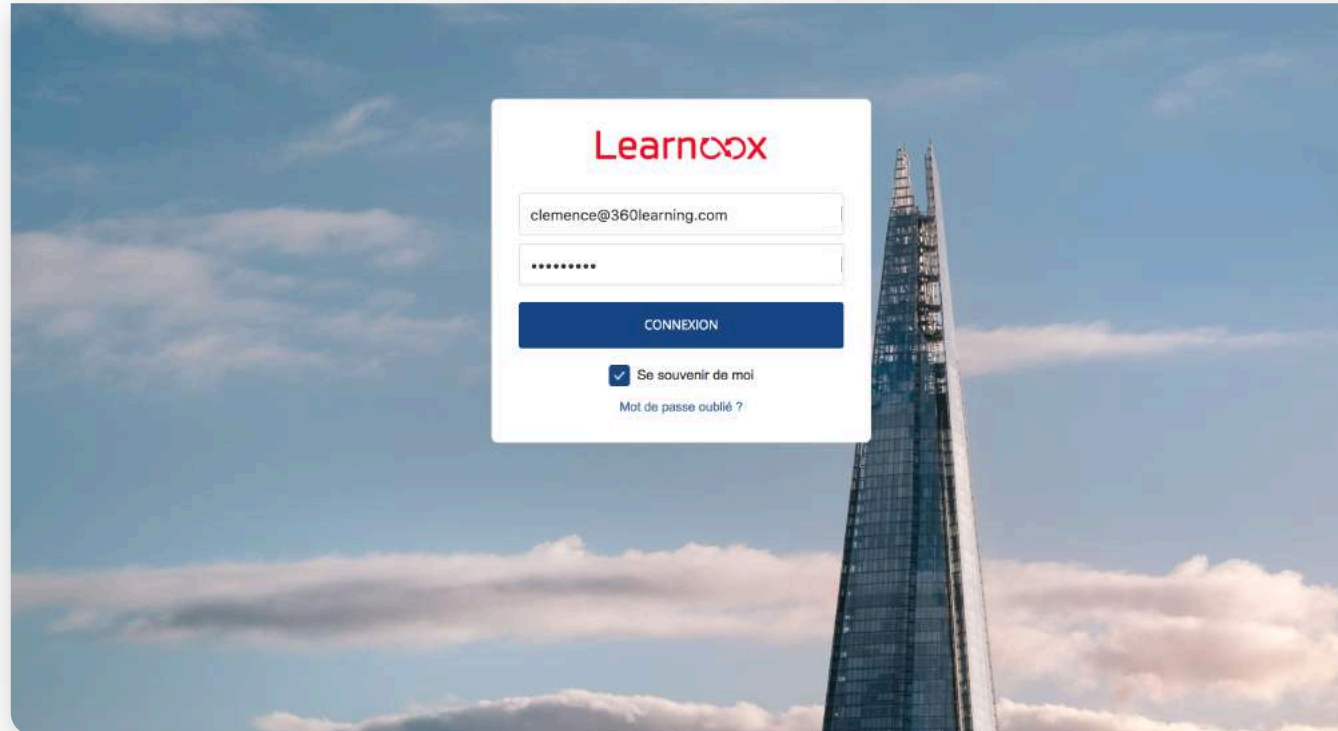 Learnoox
clemence@360learning.com
•••••••••
CONNEXION
Se souvenir de moi
Mot de passe oublié ?